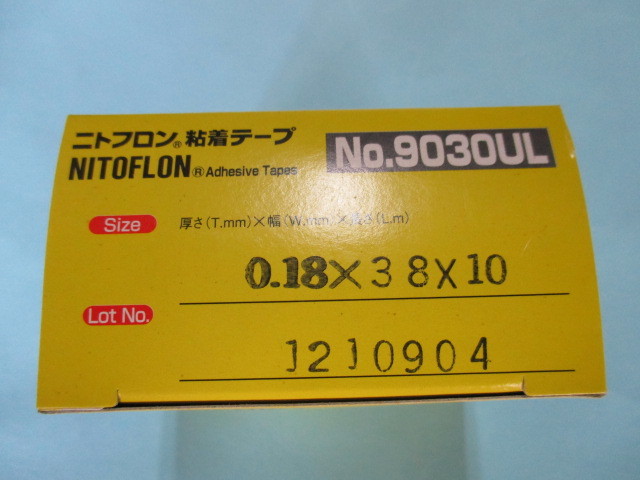 ニトフロン® 粘着テープ
NITOFLON® Adhesive Tapes
No.9030UL
Size 厚さ(T.mm)×幅(W.mm)×長さ(L.m)
0.18×38×10
Lot No.
1210904